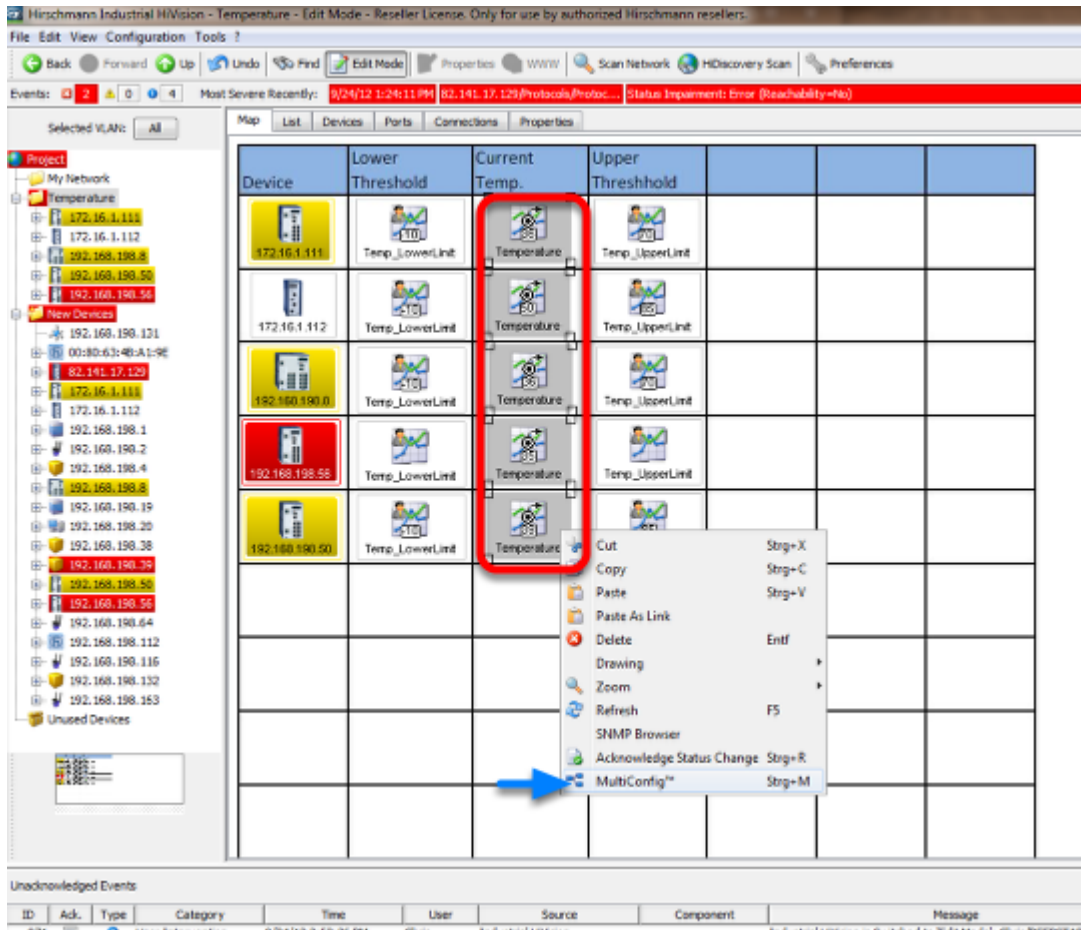 Hirschmann Industrial HiVision - Temperature - Edit Mode - Reseller License. Only for use by authorized Hirschmann resellers.
File Edit View Configuration Tools ?
Back Forward Up Undo Find Edit Mode Properties WWW Scan Network HiDiscovery Scan Preferences
Events: 2 0 4 Most Severe Recently: 9/24/12 1:24:11 PM 82.141.17.129/Protocols/Protoc... Status Impairment: Error (Reachability=No)
Selected VLAN: All
Map List Devices Ports Connections Properties
Project
My Network
Temperature
172.16.1.111
172.16.1.112
192.168.198.8
192.168.198.50
192.168.198.56
New Devices
192.168.198.131
00:80:63:4B:A1:9E
82.141.17.129
172.16.1.111
172.16.1.112
192.168.198.1
192.168.198.2
192.168.198.4
192.168.198.8
192.168.198.19
192.168.198.20
192.168.198.38
192.168.198.39
192.168.198.50
192.168.198.56
192.168.198.64
192.168.198.112
192.168.198.116
192.168.198.132
192.168.198.153
Unused Devices
Device Lower Threshold Current Temp. Upper Threshhold
172.16.1.111 Temp_LowerLimit Temperature Temp_UpperLimit
172.16.1.112 Temp_LowerLimit Temperature Temp_UpperLimit
Temp_LowerLimit Temperature Temp_UpperLimit
192.168.198.56 Temp_LowerLimit Temperature Temp_UpperLimit
192.168.198.50 Temp_LowerLimit Temperature
Cut Strg+X
Copy Strg+C
Paste Strg+V
Paste As Link
Delete Entf
Drawing
Zoom
Refresh F5
SNMP Browser
Acknowledge Status Change Strg+R
MultiConfig™ Strg+M
Unacknowledged Events
ID Ack. Type Category Time User Source Component Message